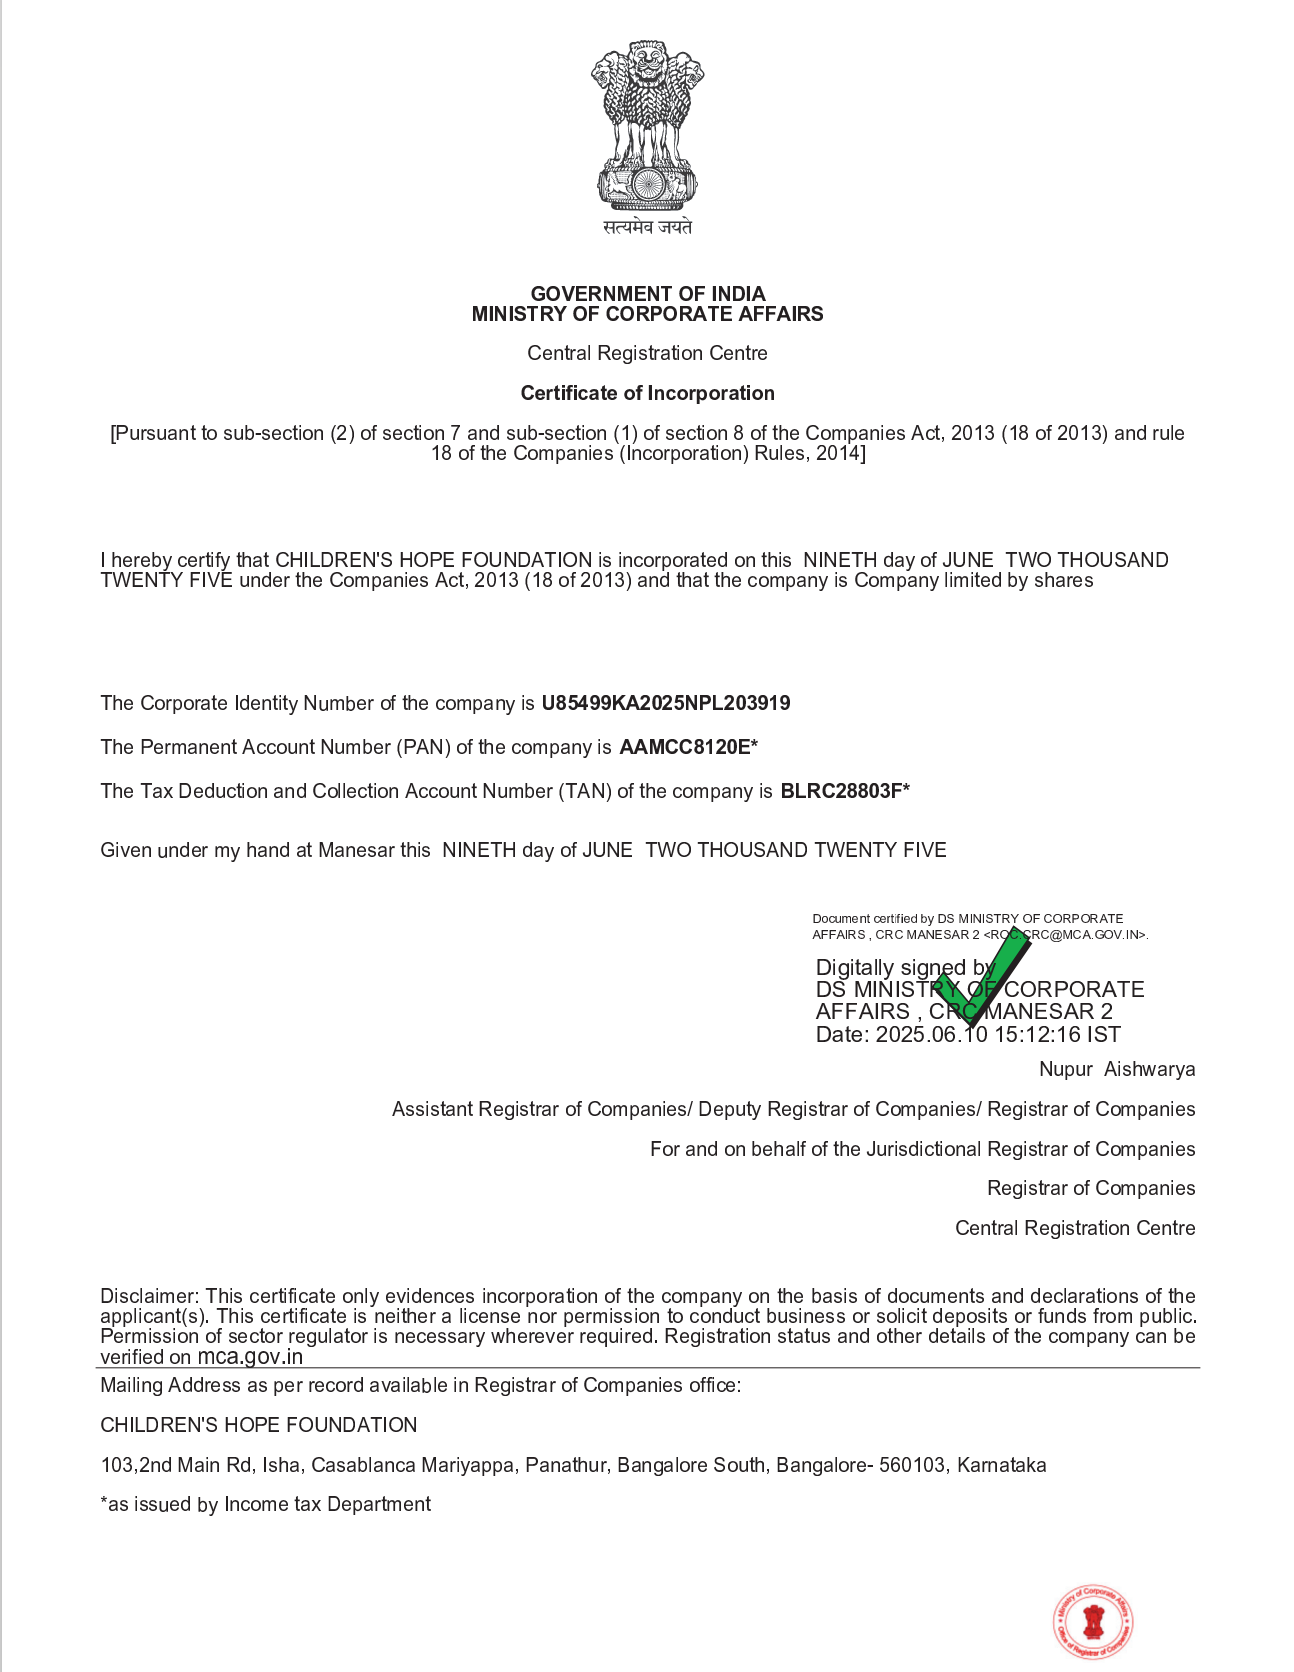 सत्यमेव जयते
GOVERNMENT OF INDIA
MINISTRY OF CORPORATE AFFAIRS
Central Registration Centre
Certificate of Incorporation
[Pursuant to sub-section (2) of section 7 and sub-section (1) of section 8 of the Companies Act, 2013 (18 of 2013) and rule
18 of the Companies (Incorporation) Rules, 2014]
I hereby certify that CHILDREN'S HOPE FOUNDATION is incorporated on this NINETH day of JUNE TWO THOUSAND
TWENTY FIVE under the Companies Act, 2013 (18 of 2013) and that the company is Company limited by shares
The Corporate Identity Number of the company is U85499KA2025NPL203919
The Permanent Account Number (PAN) of the company is AAMCC8120E*
The Tax Deduction and Collection Account Number (TAN) of the company is BLRC28803F*
Given under my hand at Manesar this NINETH day of JUNE TWO THOUSAND TWENTY FIVE
Document certified by DS MINISTRY OF CORPORATE
AFFAIRS , CRC MANESAR 2 <ROC.CRC@MCA.GOV.IN>.
Digitally signed by
DS MINISTRY OF CORPORATE
AFFAIRS , CRC MANESAR 2
Date: 2025.06.10 15:12:16 IST
Nupur Aishwarya
Assistant Registrar of Companies/ Deputy Registrar of Companies/ Registrar of Companies
For and on behalf of the Jurisdictional Registrar of Companies
Registrar of Companies
Central Registration Centre
Disclaimer: This certificate only evidences incorporation of the company on the basis of documents and declarations of the
applicant(s). This certificate is neither a license nor permission to conduct business or solicit deposits or funds from public.
Permission of sector regulator is necessary wherever required. Registration status and other details of the company can be
verified on mca.gov.in
Mailing Address as per record available in Registrar of Companies office:
CHILDREN'S HOPE FOUNDATION
103,2nd Main Rd, Isha, Casablanca Mariyappa, Panathur, Bangalore South, Bangalore- 560103, Karnataka
*as issued by Income tax Department
Ministry of Corporate Affairs
Office of Registrar of Companies